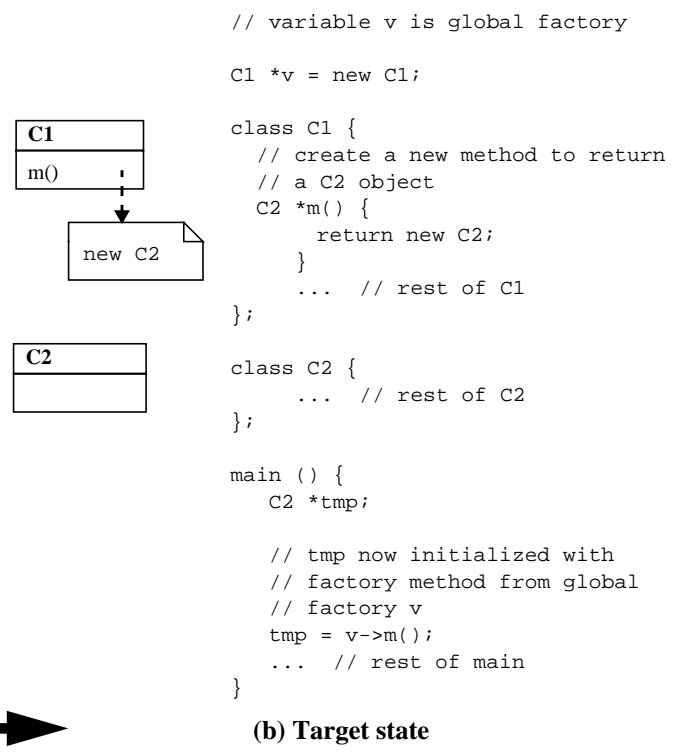 // variable v is global factory
C1 *v = new C1;
C1
m()
new C2
class C1 {
// create a new method to return
// a C2 object
C2 *m() {
return new C2;
}
... // rest of C1
};
C2
class C2 {
... // rest of C2
};
main () {
C2 *tmp;
// tmp now initialized with
// factory method from global
// factory v
tmp = v->m();
... // rest of main
}
(b) Target state